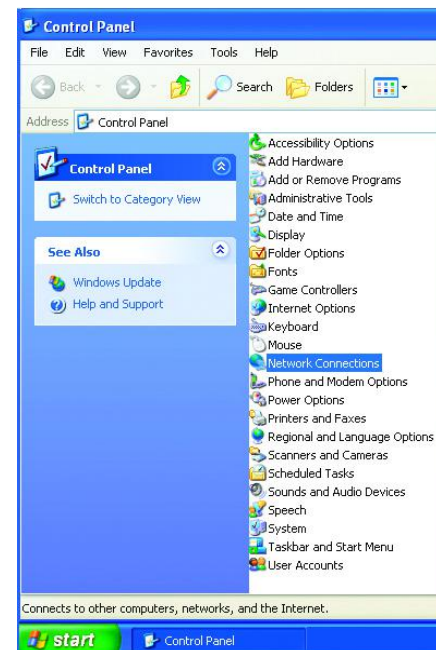 Control Panel
File Edit View Favorites Tools Help
Back Search Folders
Address Control Panel
Control Panel
Switch to Category View
See Also
Windows Update
Help and Support
Accessibility Options
Add Hardware
Add or Remove Programs
Administrative Tools
Date and Time
Display
Folder Options
Fonts
Game Controllers
Internet Options
Keyboard
Mouse
Network Connections
Phone and Modem Options
Power Options
Printers and Faxes
Regional and Language Options
Scanners and Cameras
Scheduled Tasks
Sounds and Audio Devices
Speech
System
Taskbar and Start Menu
User Accounts
Connects to other computers, networks, and the Internet.
start Control Panel